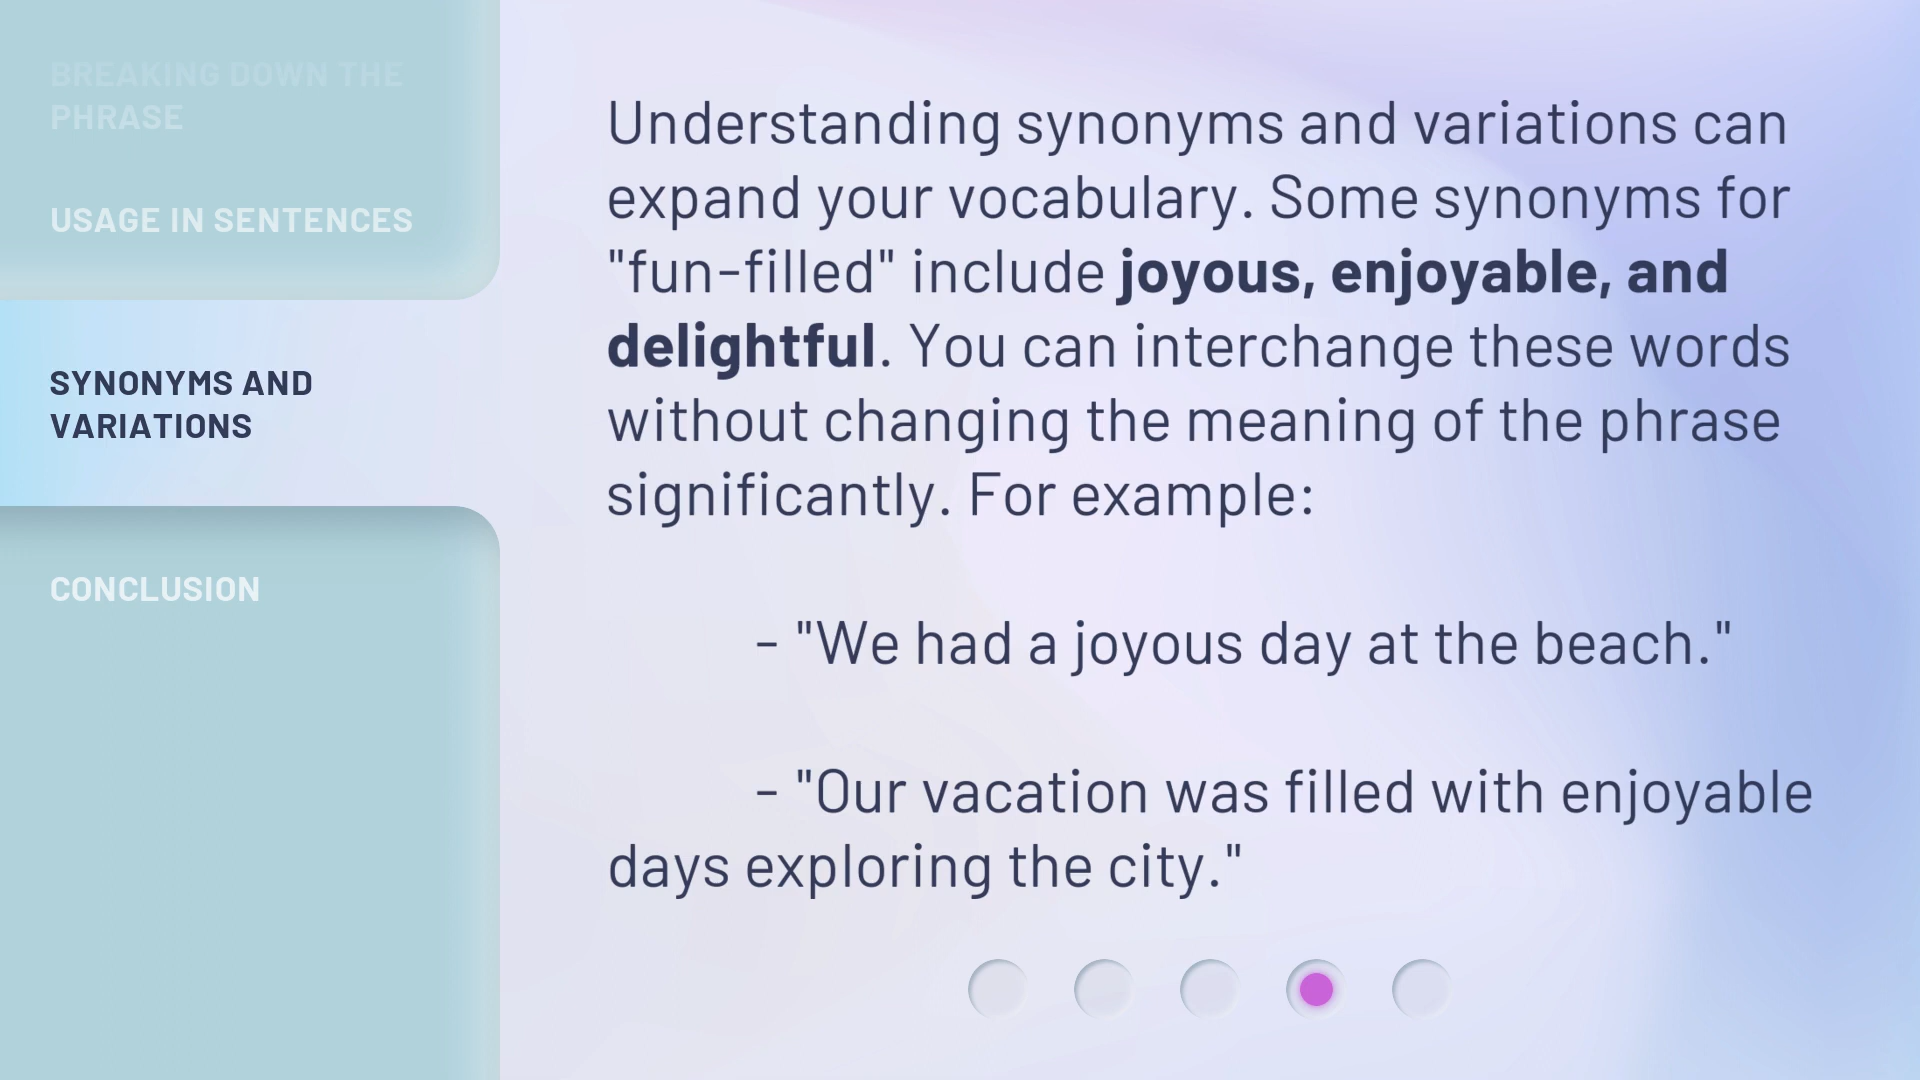 BREAKING DOWN THE
PHRASE
USAGE IN SENTENCES
SYNONYMS AND
VARIATIONS
CONCLUSION
Understanding synonyms and variations can
expand your vocabulary. Some synonyms for
"fun-filled" include joyous, enjoyable, and
delightful. You can interchange these words
without changing the meaning of the phrase
significantly. For example:
- "We had a joyous day at the beach."
- "Our vacation was filled with enjoyable
days exploring the city."